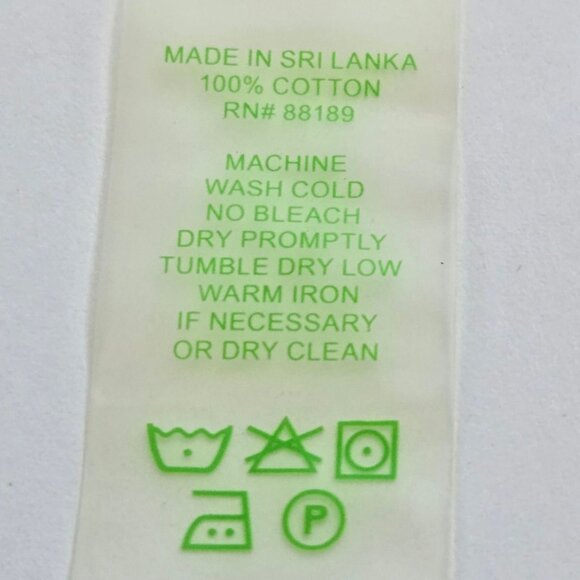 MADE IN SRI LANKA
100% COTTON
RN# 88189
MACHINE
WASH COLD
NO BLEACH
DRY PROMPTLY
TUMBLE DRY LOW
WARM IRON
IF NECESSARY
OR DRY CLEAN
P